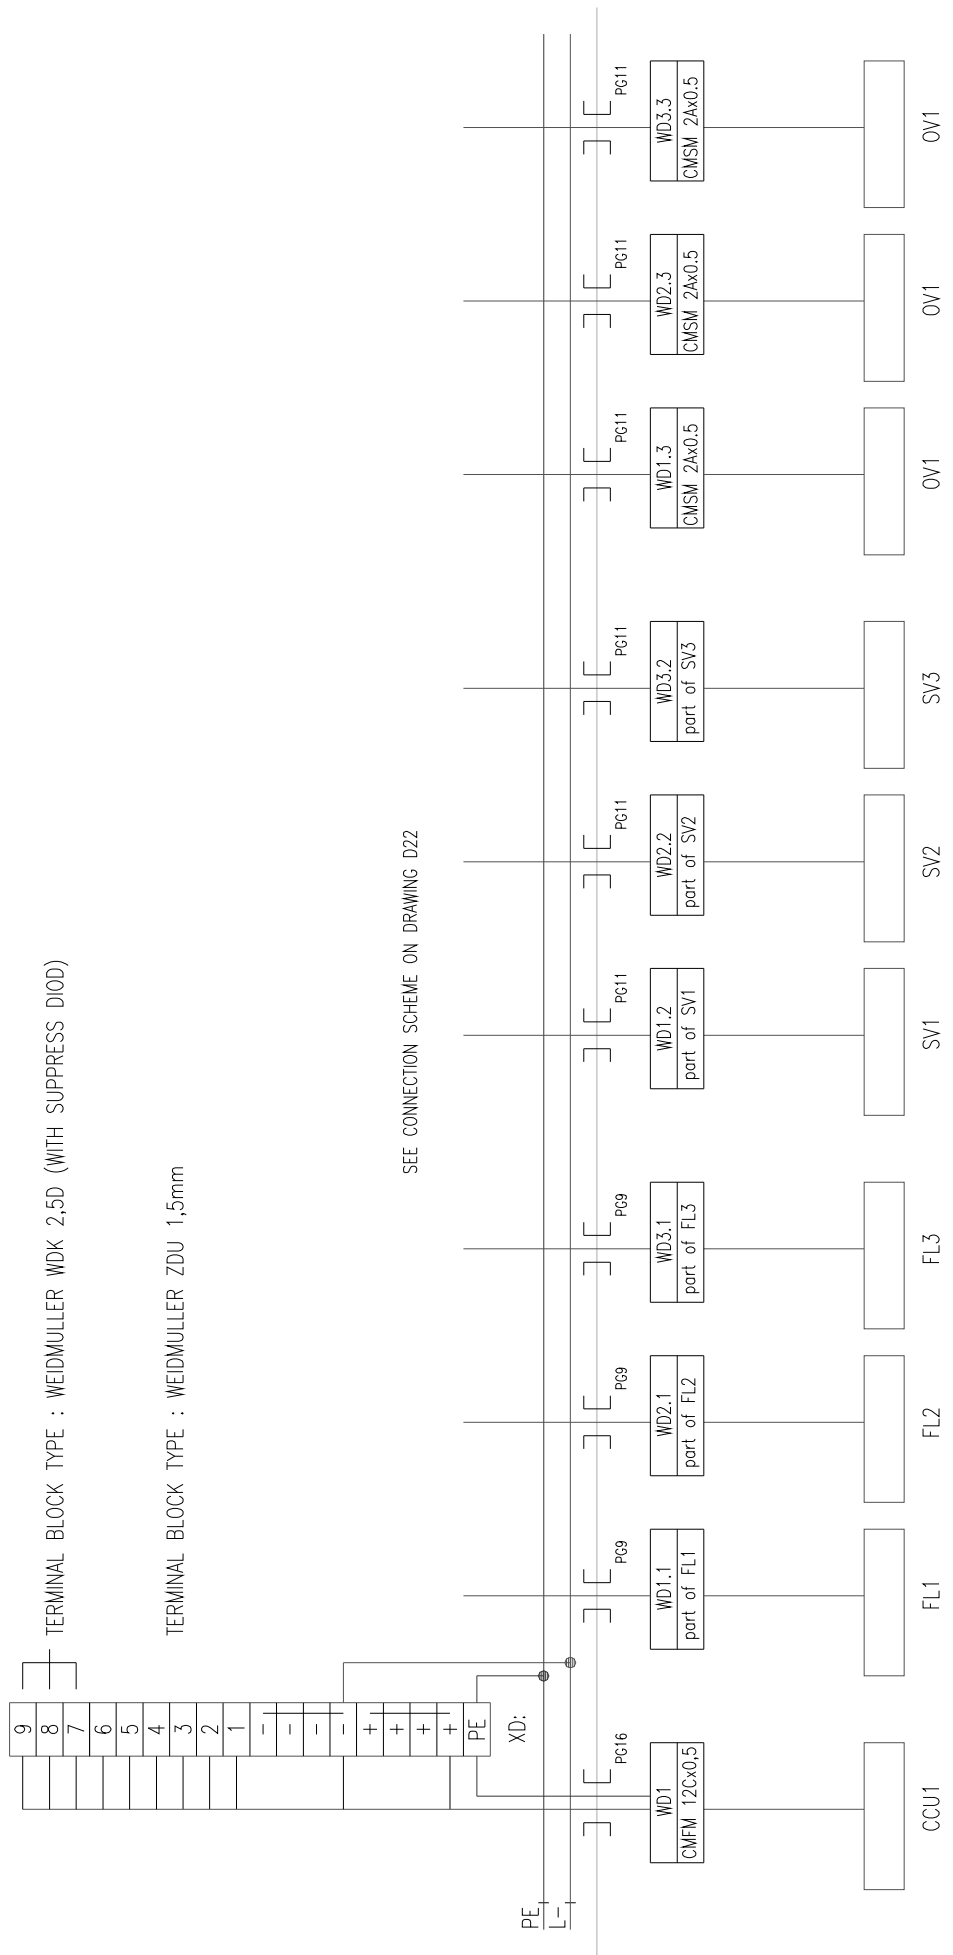 9
8 TERMINAL BLOCK TYPE : WEIDMULLER WDK 2,5D (WITH SUPPRESS DIOD)
7
6
5
4
3 TERMINAL BLOCK TYPE : WEIDMULLER ZDU 1,5mm
2
1
-
-
-
-
+
+
+
+
PE
SEE CONNECTION SCHEME ON DRAWING D22
XD:
PE
L-
PG16
PG9
PG9
PG9
PG11
PG11
PG11
PG11
PG11
PG11
WD1
CMFM 12Cx0,5
WD1.1
part of FL1
WD2.1
part of FL2
WD3.1
part of FL3
WD1.2
part of SV1
WD2.2
part of SV2
WD3.2
part of SV3
WD1.3
CMSM 2Ax0.5
WD2.3
CMSM 2Ax0.5
WD3.3
CMSM 2Ax0.5
CCU1
FL1
FL2
FL3
SV1
SV2
SV3
OV1
OV1
OV1